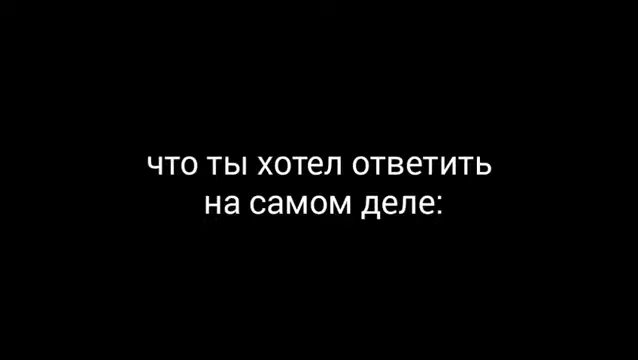 что ты хотел ответить
на самом деле: